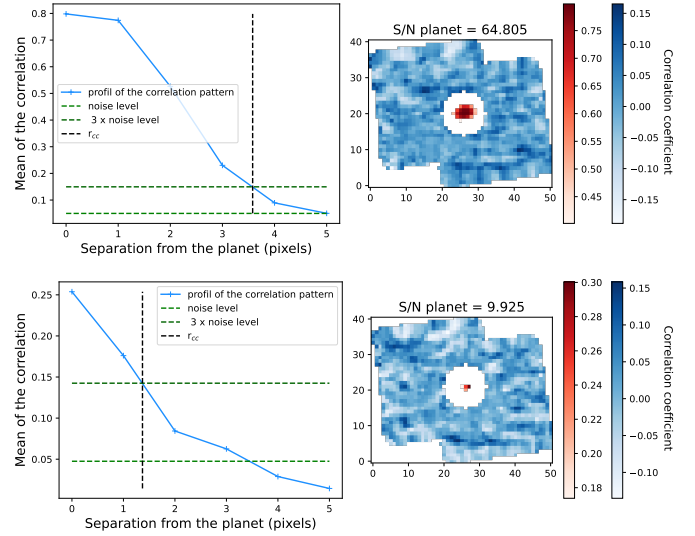 S/N planet = 64.805
Mean of the correlation
0.8
0.7
0.6
0.5
0.4
0.3
0.2
0.1
profil of the correlation pattern
noise level
3 x noise level
r_cc
0 1 2 3 4 5
Separation from the planet (pixels)
40
30
20
10
0
0 10 20 30 40 50
0.75
0.70
0.65
0.60
0.55
0.50
0.45
0.15
0.10
0.05
0.00
−0.05
−0.10
−0.15
Correlation coefficient
S/N planet = 9.925
Mean of the correlation
0.25
0.20
0.15
0.10
0.05
profil of the correlation pattern
noise level
3 x noise level
r_cc
0 1 2 3 4 5
Separation from the planet (pixels)
40
30
20
10
0
0 10 20 30 40 50
0.30
0.28
0.26
0.24
0.22
0.20
0.18
0.15
0.10
0.05
0.00
−0.05
−0.10
Correlation coefficient